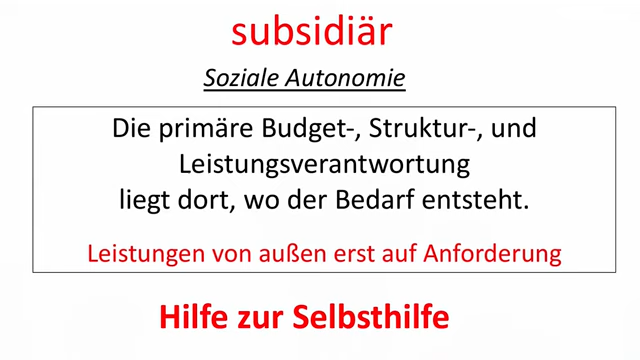 subsidiär
Soziale Autonomie
Die primäre Budget-, Struktur-, und
Leistungsverantwortung
liegt dort, wo der Bedarf entsteht.
Leistungen von außen erst auf Anforderung
Hilfe zur Selbsthilfe